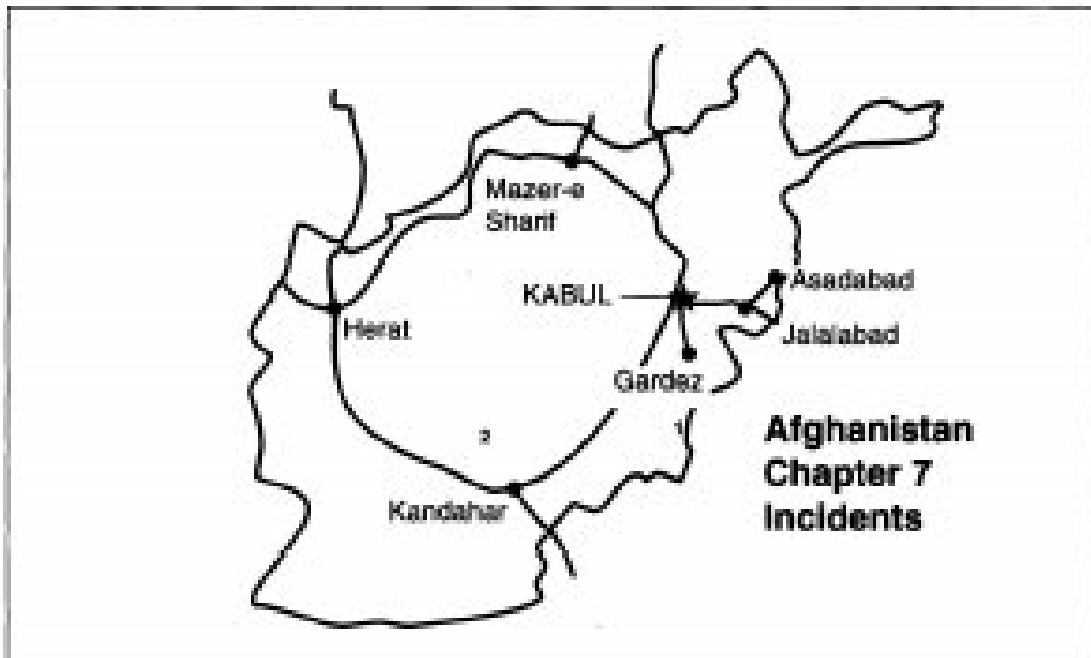 Mazer-e
Sharif
KABUL
Asadabad
Herat
Jalalabad
Gardez
2
1
Afghanistan
Chapter 7
Incidents
Kandahar